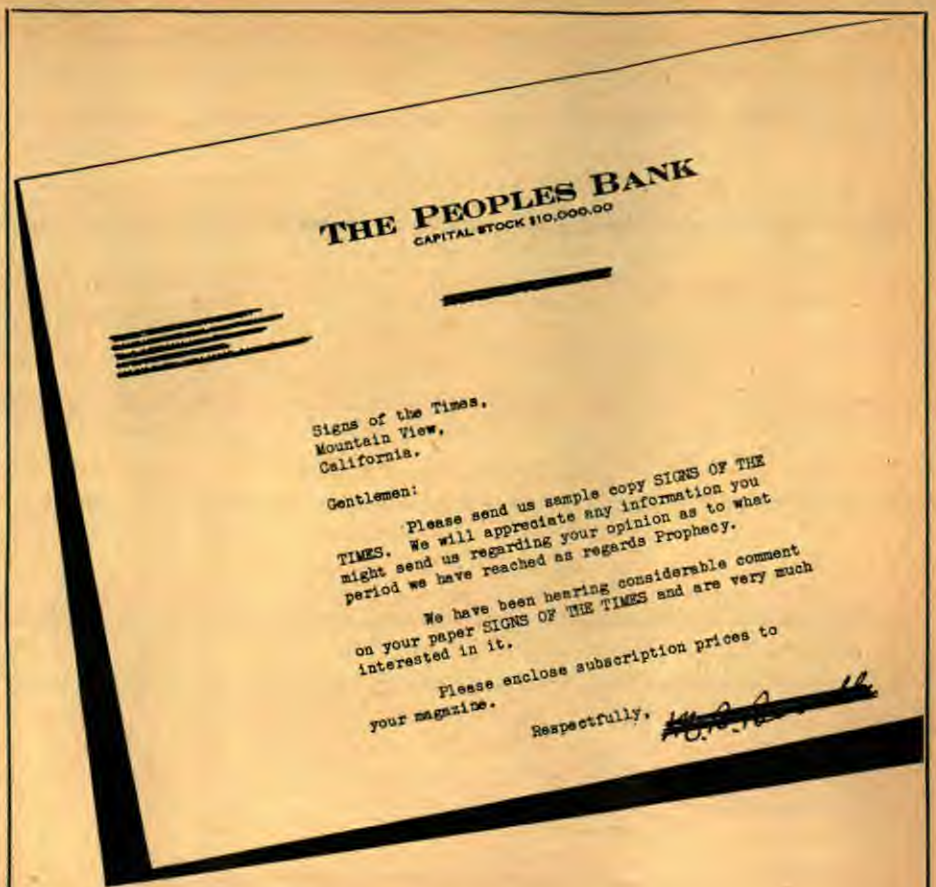 THE PEOPLES BANK
CAPITAL STOCK $10,000.00
Signs of the Times,
Mountain View,
California.
Gentlemen:
Please send us sample copy SIGNS OF THE
TIMES. We will appreciate any information you
might send us regarding your opinion as to what
period we have reached as regards Prophecy.
We have been hearing considerable comment
on your paper SIGNS OF THE TIMES and are very much
interested in it.
Please enclose subscription prices to
your magazine.
Respectfully,